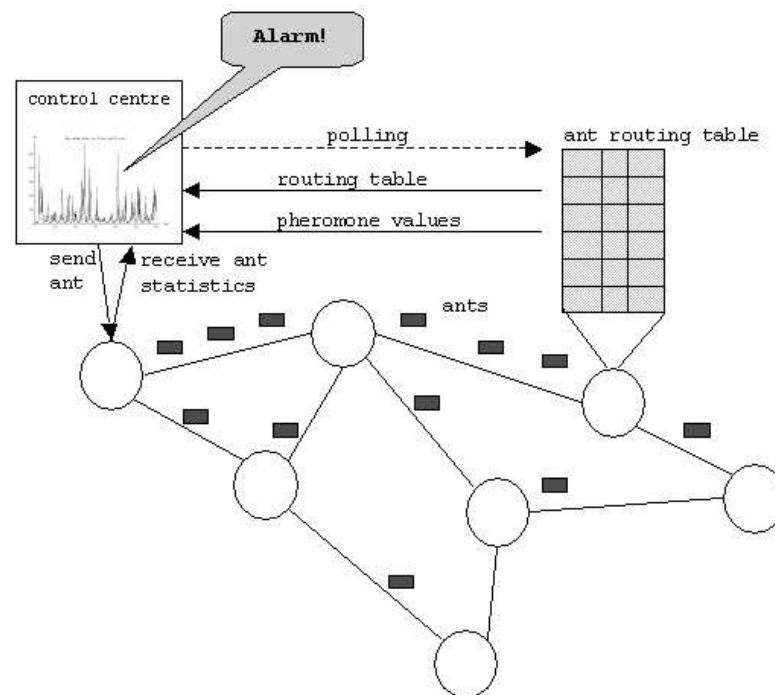 Alarm!
control centre
polling
ant routing table
routing table
pheromone values
send
ant
receive ant
statistics
ants